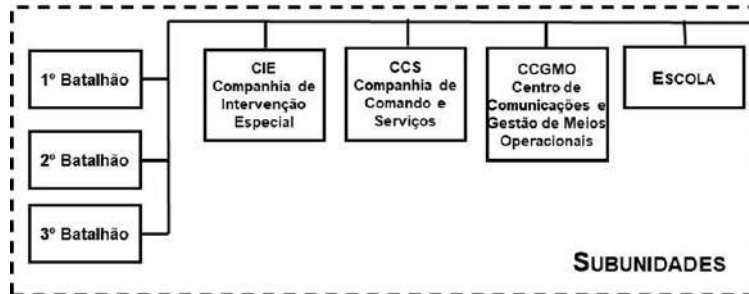 1º Batalhão
2º Batalhão
3º Batalhão
CIE
Companhia de
Intervenção
Especial
CCS
Companhia de
Comando e
Serviços
CCGMO
Centro de
Comunicações e
Gestão de Meios
Operacionais
ESCOLA
SUBUNIDADES